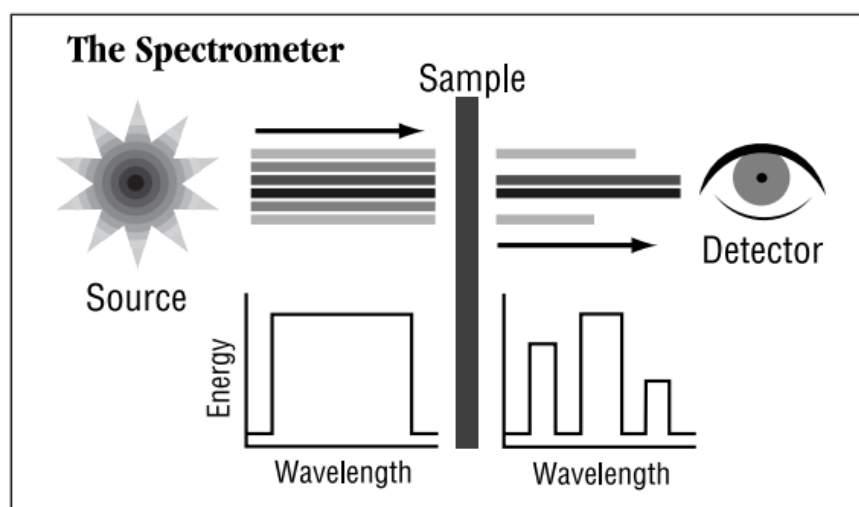 The Spectrometer
Sample
Source
Detector
Energy
Wavelength
Wavelength